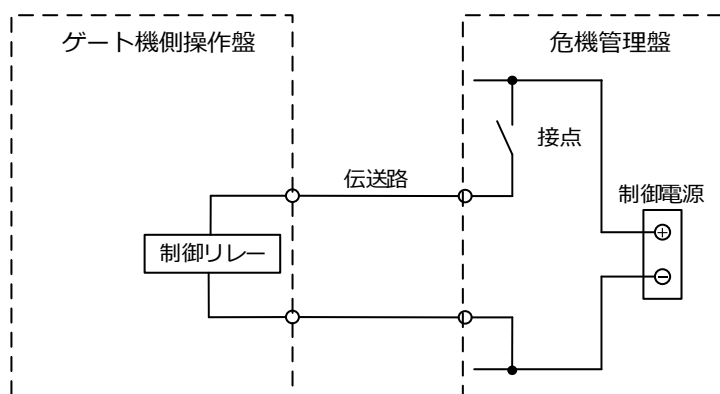 ゲート機側操作盤
危機管理盤
接点
伝送路
制御電源
制御リレー
+
−